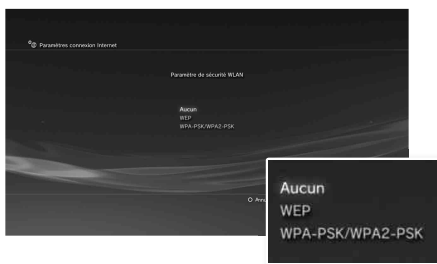 Paramètres connexion Internet
Paramètre de sécurité WLAN
Aucun
WEP
WPA-PSK/WPA2-PSK
Aucun
WEP
WPA-PSK/WPA2-PSK